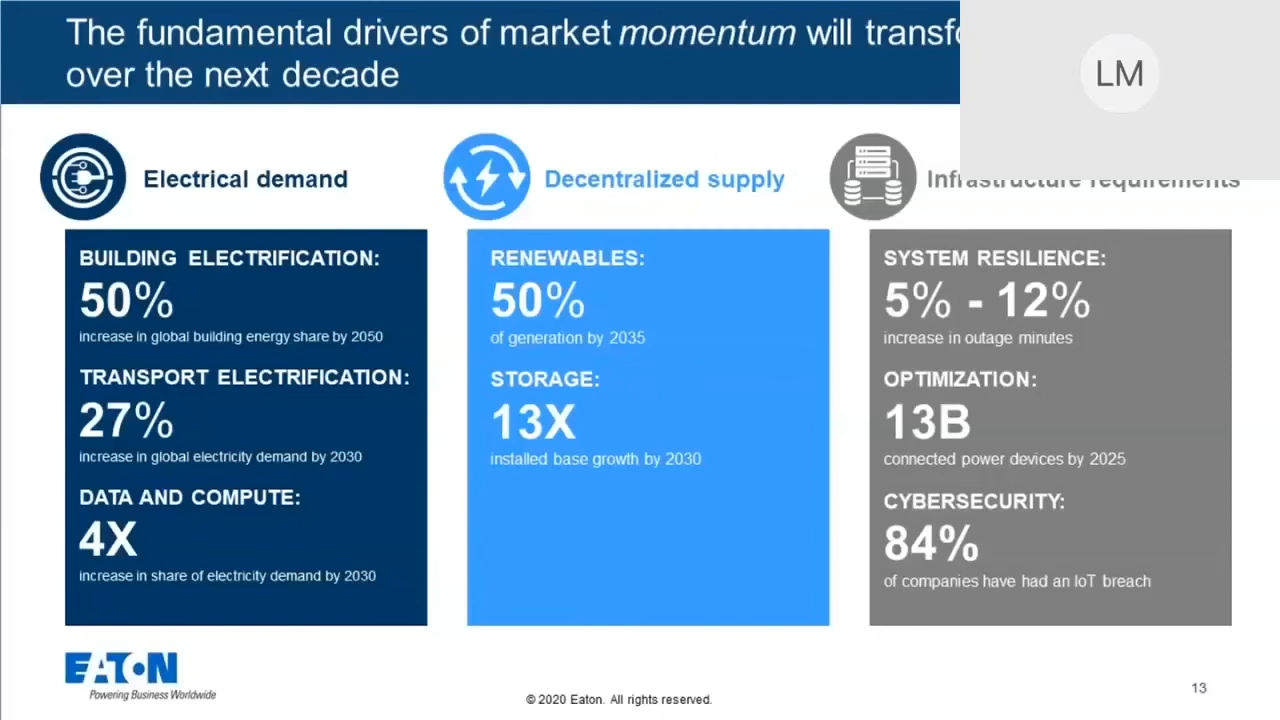 The fundamental drivers of market momentum will
over the next decade
LM
Electrical demand
Decentralized supply
Infrastructure requirements
BUILDING ELECTRIFICATION:
50%
increase in global building energy share by 2050
TRANSPORT ELECTRIFICATION:
27%
increase in global electricity demand by 2030
DATA AND COMPUTE:
4X
increase in share of electricity demand by 2030
RENEWABLES:
50%
of generation by 2035
STORAGE:
13X
installed base growth by 2030
SYSTEM RESILIENCE:
5% - 12%
increase in outage minutes
OPTIMIZATION:
13B
connected power devices by 2025
CYBERSECURITY:
84%
of companies have had an IoT breach
EATON
Powering Business Worldwide
© 2020 Eaton. All rights reserved.
13